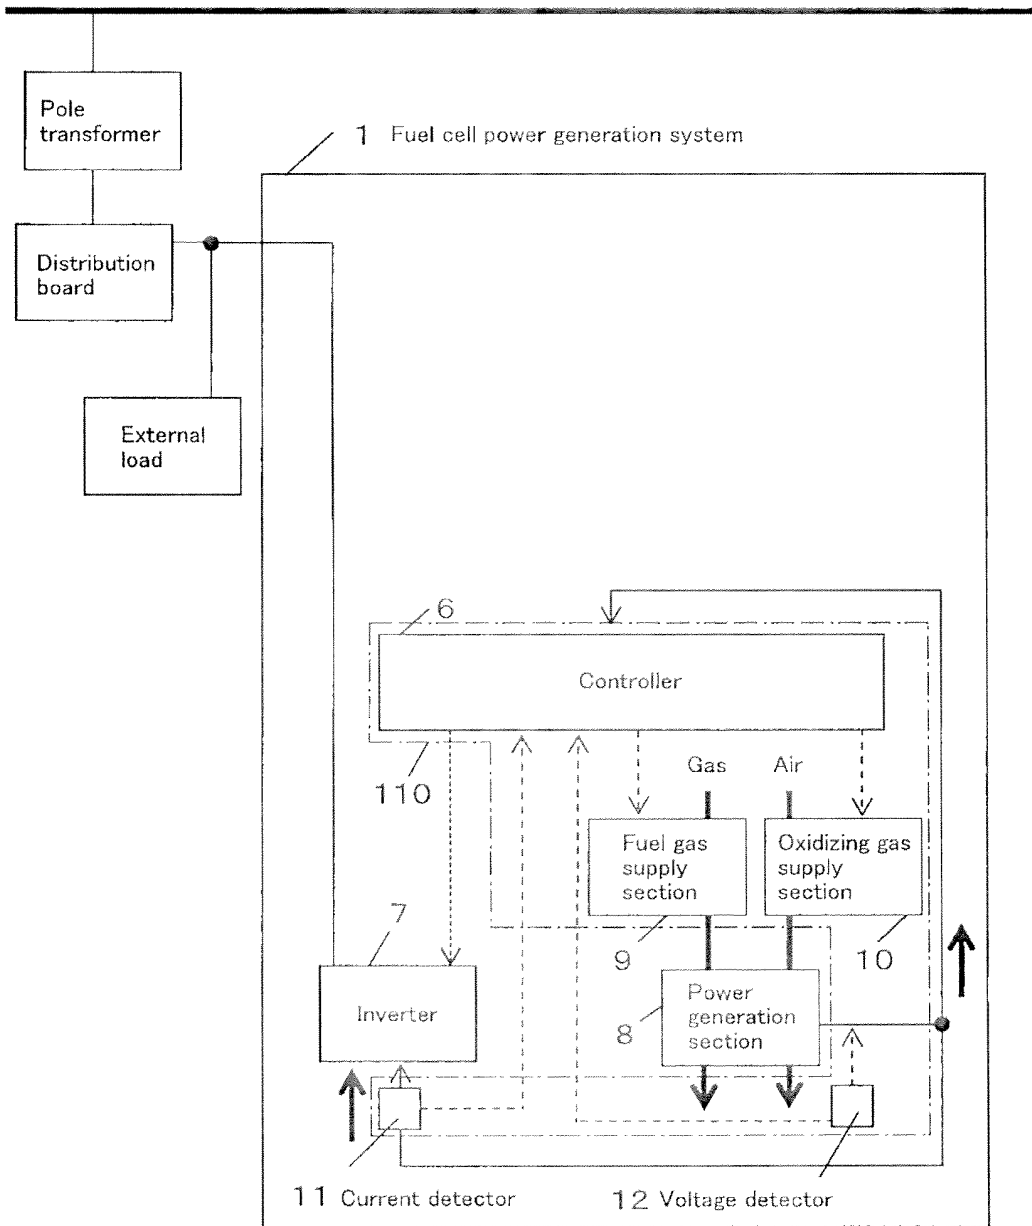 Pole
transformer
1 Fuel cell power generation system
Distribution
board
External
load
6
Controller
110
Gas Air
Fuel gas
supply
section
Oxidizing gas
supply
section
7
9
10
Inverter
8
Power
generation
section
11 Current detector
12 Voltage detector